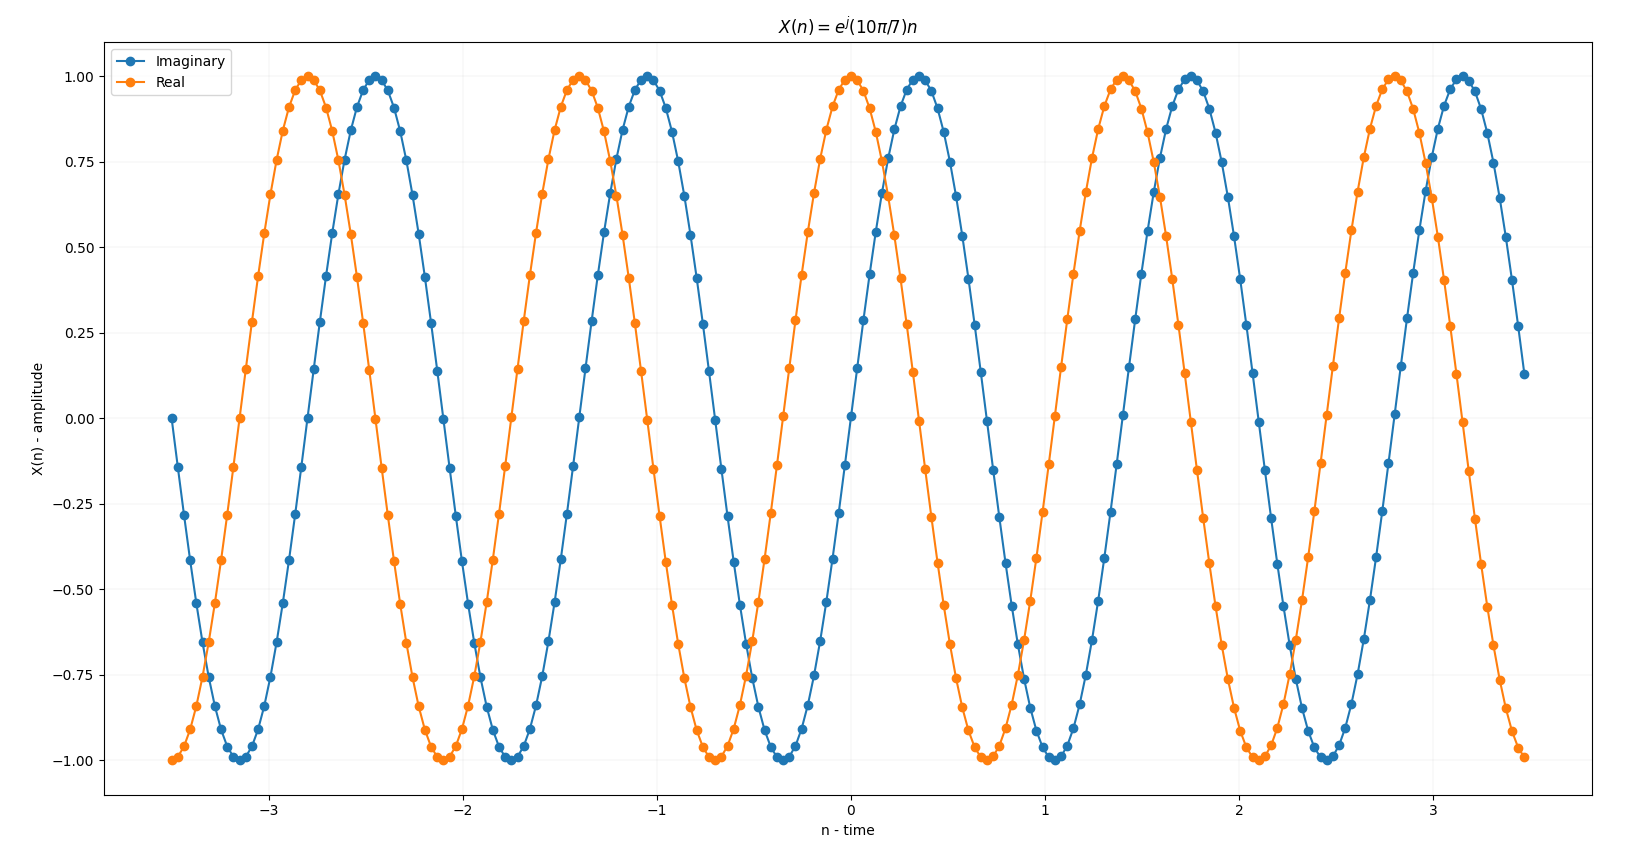 X(n) = e^j(10π/7)n
Imaginary
Real
1.00
0.75
0.50
0.25
0.00
−0.25
−0.50
−0.75
−1.00
X(n) - amplitude
−3 −2 −1 0 1 2 3
n - time